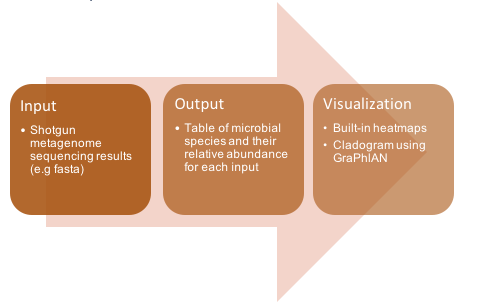 Input
• Shotgun
metagenome
sequencing results
(e.g fasta)
Output
• Table of microbial
species and their
relative abundance
for each input
Visualization
• Built-in heatmaps
• Cladogram using
GraPhlAN